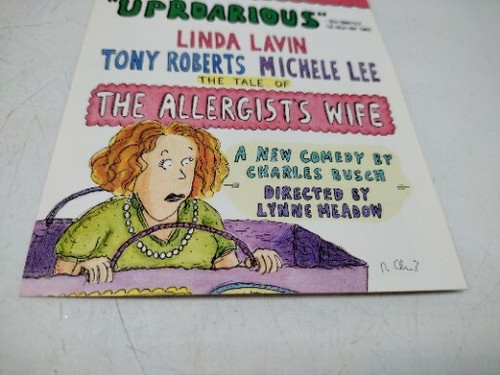 "UPROARIOUS"
LINDA LAVIN
TONY ROBERTS MICHELE LEE
THE TALE OF
THE ALLERGIST'S WIFE
A NEW COMEDY BY
CHARLES BUSCH
DIRECTED BY
LYNNE MEADOW